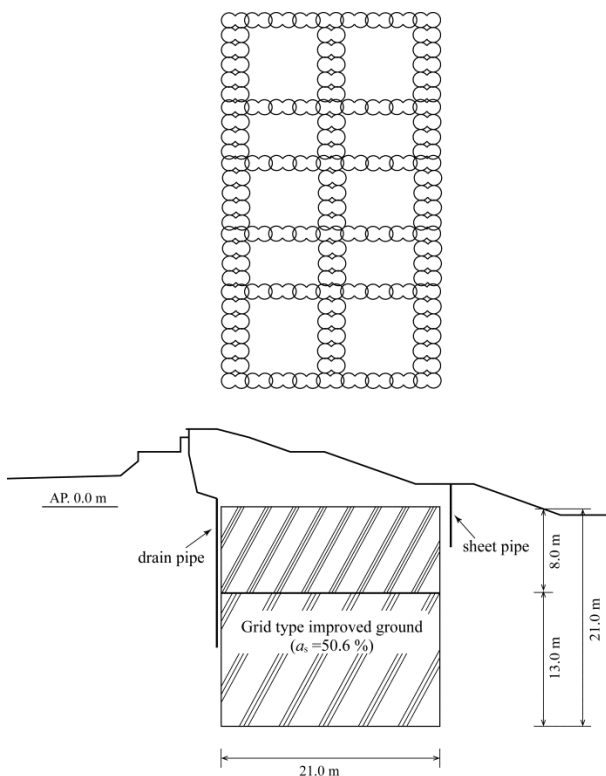 AP. 0.0 m
drain pipe
sheet pipe
8.0 m
21.0 m
13.0 m
Grid type improved ground
(aₛ =50.6 %)
21.0 m